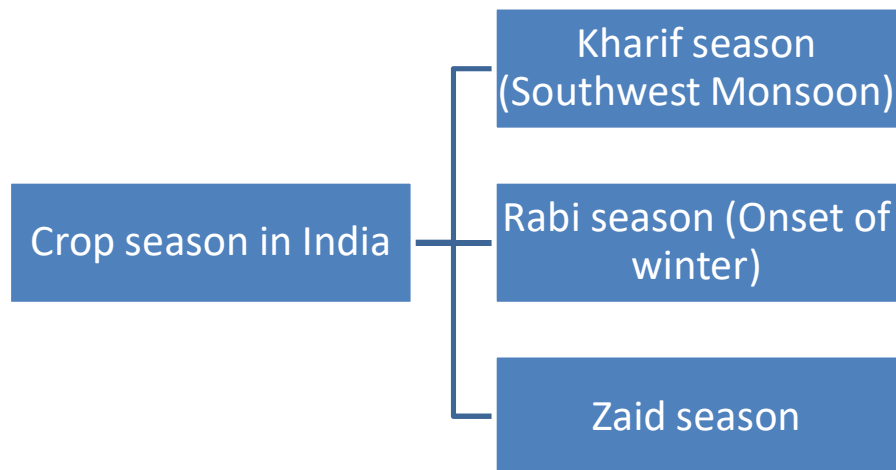 Crop season in India
Kharif season
(Southwest Monsoon)
Rabi season (Onset of
winter)
Zaid season